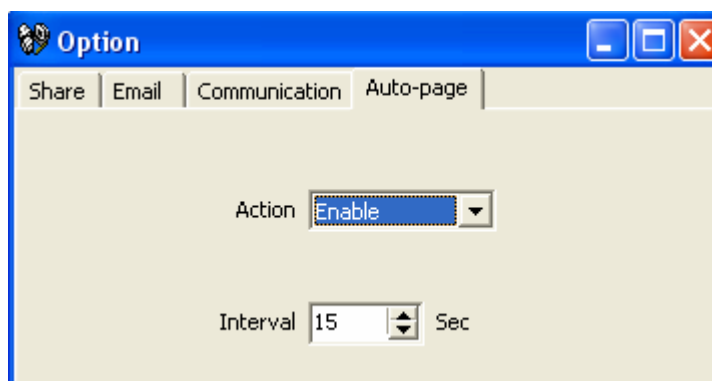 Option
Share Email Communication Auto-page
Action Enable
Interval 15 Sec